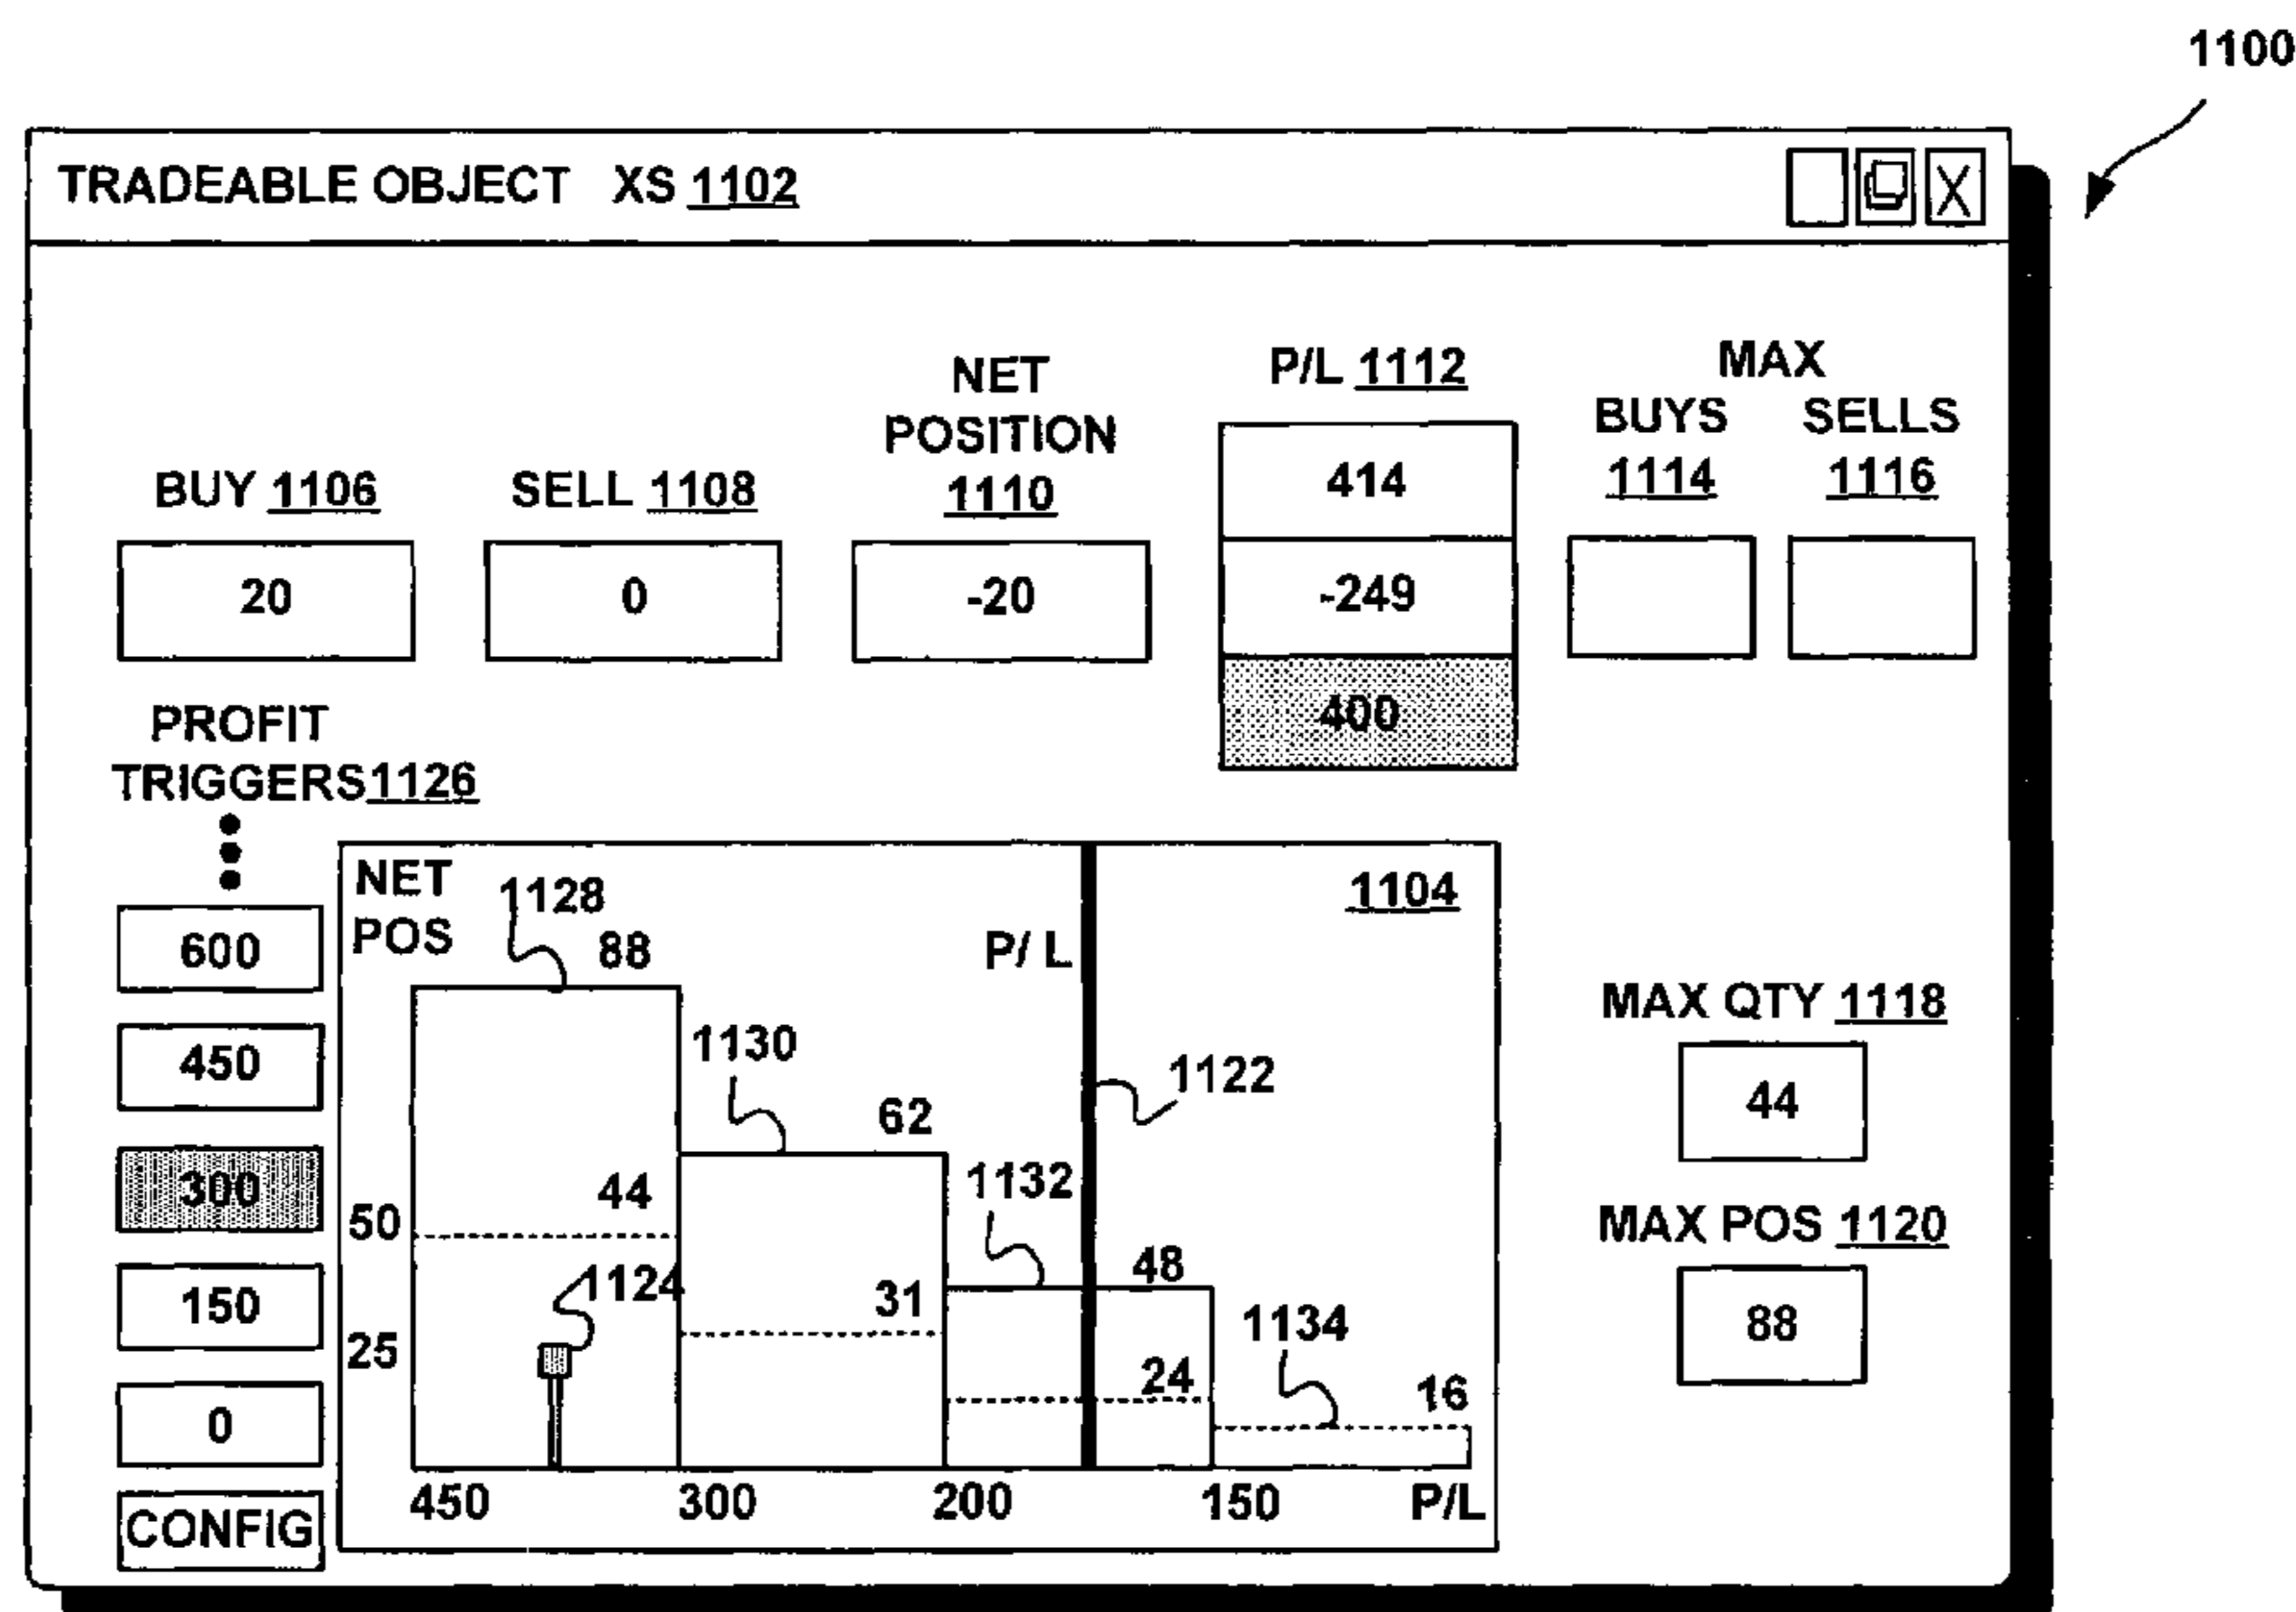 1100
TRADEABLE OBJECT XS 1102
X
BUY 1106
20
SELL 1108
0
NET
POSITION
1110
-20
P/L 1112
414
-249
400
MAX
BUYS SELLS
1114 1116
PROFIT
TRIGGERS1126
600
450
300
150
0
CONFIG
NET
POS
1128
88
P/ L
1104
1130
1122
62
44
1132
50
48
1124
31
1134
25
24
16
450 300 200 150 P/L
MAX QTY 1118
44
MAX POS 1120
88